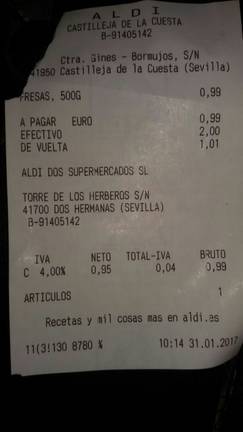 A L D I
CASTILLEJA DE LA CUESTA
B-91405142
Ctra. Gines - Bormujos, S/N
41950 Castilleja de la Cuesta (Sevilla)
FRESAS, 500G 0,99
A PAGAR EURO 0,99
EFECTIVO 2,00
DE VUELTA 1,01
ALDI DOS SUPERMERCADOS SL
TORRE DE LOS HERBEROS S/N
41700 DOS HERMANAS (SEVILLA)
B-91405142
IVA NETO TOTAL-IVA BRUTO
C 4,00% 0,95 0,04 0,99
ARTICULOS 1
Recetas y mil cosas mas en aldi.es
10:14 31.01.2017